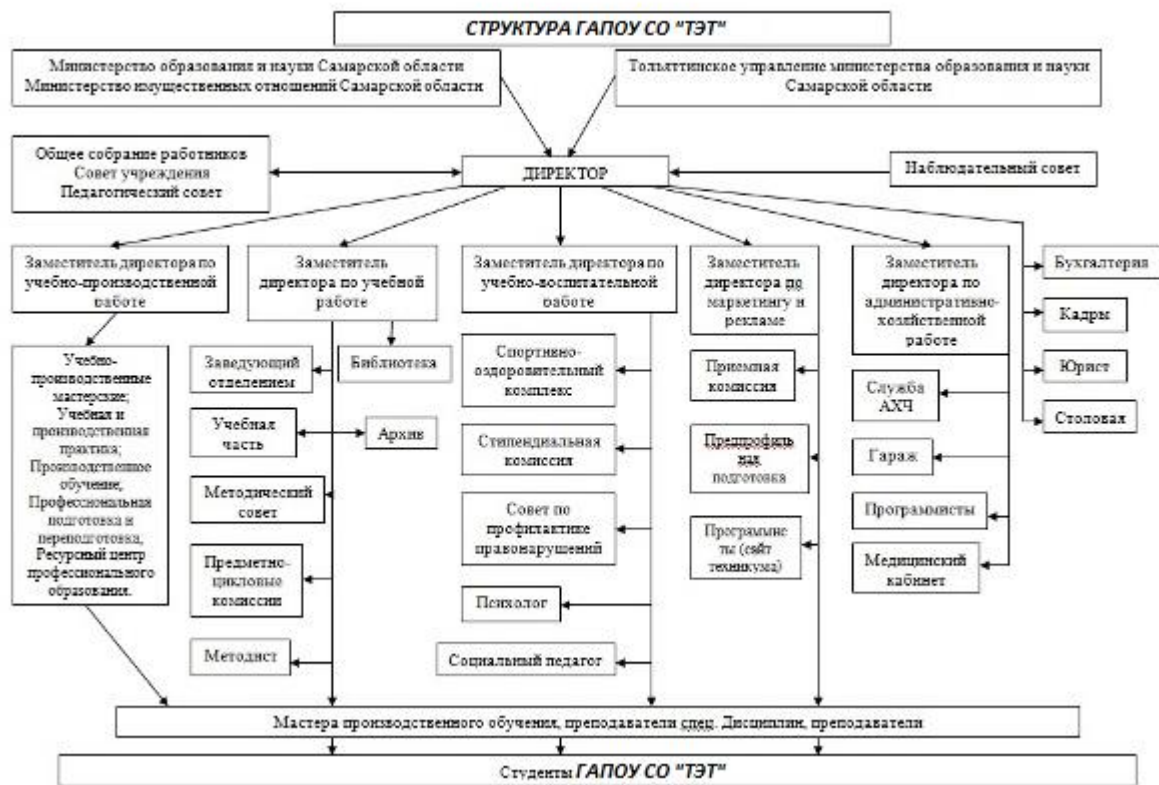 СТРУКТУРА ГАПОУ СО "ТЭТ"
Министерство образования и науки Самарской области
Министерство имущественных отношений Самарской области
Тольяттинское управление министерства образования и науки
Самарской области
Общее собрание работников
Совет учреждения
Педагогический совет
ДИРЕКТОР
Наблюдательный совет
Заместитель директора по
учебно-производственной
работе
Заместитель
директора по учебной
работе
Заместитель директора по
учебно-воспитательной
работе
Заместитель
директора по
маркетингу и
рекламе
Заместитель
директора по
административно-
хозяйственной
работе
Бухгалтерия
Кадры
Юрист
Столовая
Учебно-
производственные
мастерские;
Учебная и
производственная
практика;
Производственное
обучение;
Профессиональная
подготовка и
переподготовка,
Ресурсный центр
профессионального
образования.
Заведующий
отделением
Библиотека
Учебная
часть
Архив
Методический
совет
Предметно-
цикловые
комиссии
Методист
Спортивно-
оздоровительный
комплекс
Стипендиальная
комиссия
Совет по
профилактике
правонарушений
Психолог
Социальный педагог
Приемная
комиссия
Предпрофиль
ная
подготовка
Программис
ты (сайт
техникума)
Служба
АХЧ
Гараж
Программисты
Медицинский
кабинет
Мастера производственного обучения, преподаватели спец. Дисциплин, преподаватели
Студенты ГАПОУ СО "ТЭТ"